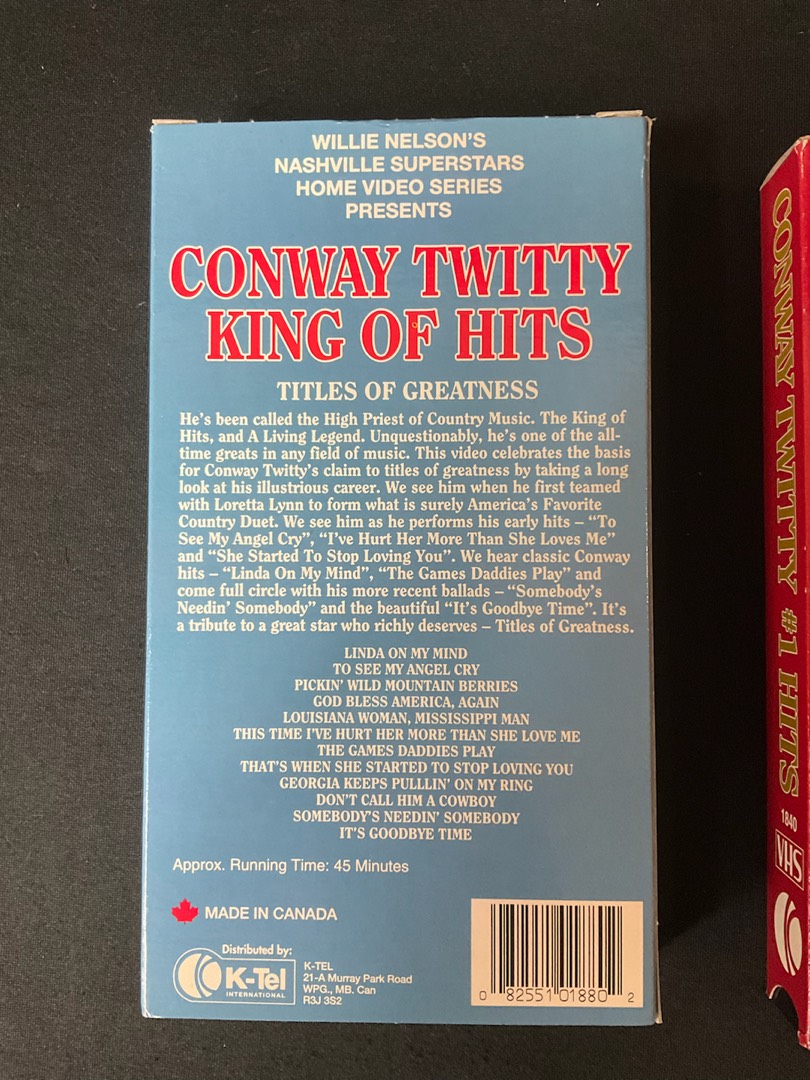 WILLIE NELSON'S
NASHVILLE SUPERSTARS
HOME VIDEO SERIES
PRESENTS
CONWAY TWITTY
KING OF HITS
TITLES OF GREATNESS
He's been called the High Priest of Country Music. The King of
Hits, and A Living Legend. Unquestionably, he's one of the all-
time greats in any field of music. This video celebrates the basis
for Conway Twitty's claim to titles of greatness by taking a long
look at his illustrious career. We see him when he first teamed
with Loretta Lynn to form what is surely America's Favorite
Country Duet. We see him as he performs his early hits – "To
See My Angel Cry", "I've Hurt Her More Than She Loves Me"
and "She Started To Stop Loving You". We hear classic Conway
hits – "Linda On My Mind", "The Games Daddies Play" and
come full circle with his more recent ballads – "Somebody's
Needin' Somebody" and the beautiful "It's Goodbye Time". It's
a tribute to a great star who richly deserves – Titles of Greatness.
LINDA ON MY MIND
TO SEE MY ANGEL CRY
PICKIN' WILD MOUNTAIN BERRIES
GOD BLESS AMERICA, AGAIN
LOUISIANA WOMAN, MISSISSIPPI MAN
THIS TIME I'VE HURT HER MORE THAN SHE LOVE ME
THE GAMES DADDIES PLAY
THAT'S WHEN SHE STARTED TO STOP LOVING YOU
GEORGIA KEEPS PULLLIN' ON MY RING
DON'T CALL HIM A COWBOY
SOMEBODY'S NEEDIN' SOMEBODY
IT'S GOODBYE TIME
Approx. Running Time: 45 Minutes
MADE IN CANADA
Distributed by:
K-Tel
INTERNATIONAL
K-TEL
21-A Murray Park Road
WPG., MB. Can
R3J 3S2
0 82551 01880 2
CONWAY TWITTY #1 HITS
1840
VHS